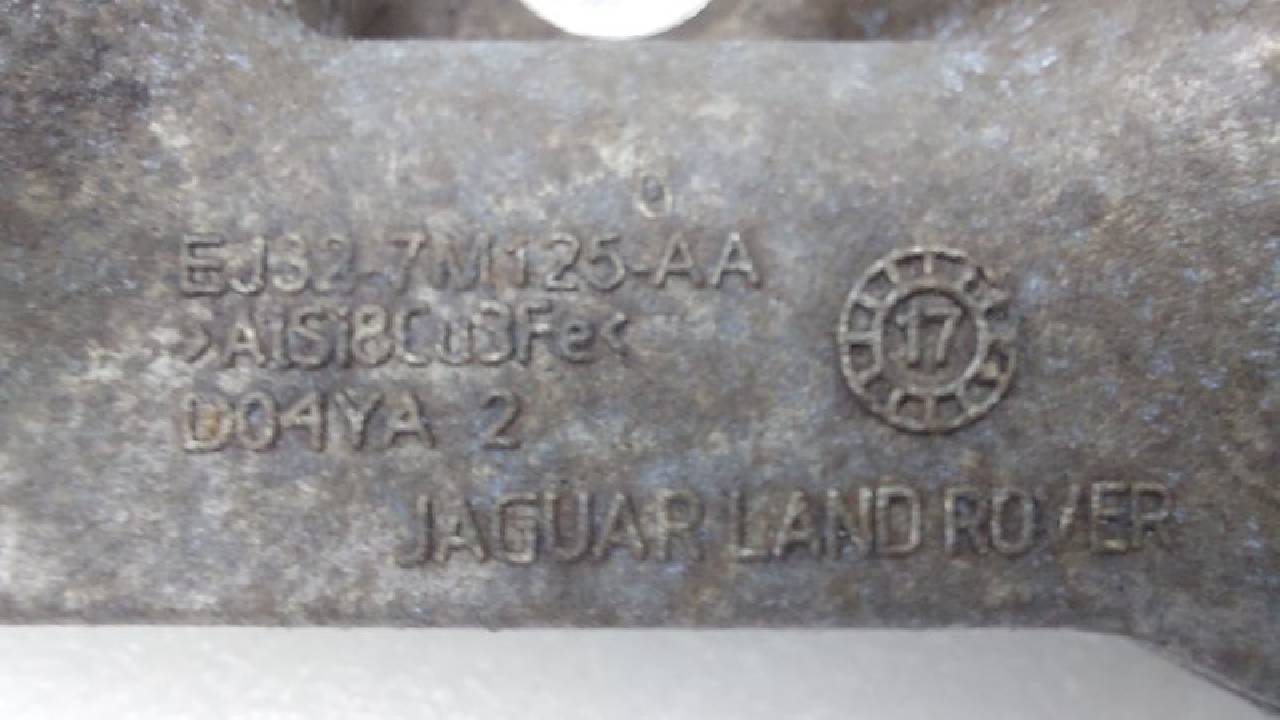 EJ32-7M125-AA
>AlSi8Cu3Fe<
D04YA 2
17
JAGUAR LAND ROVER